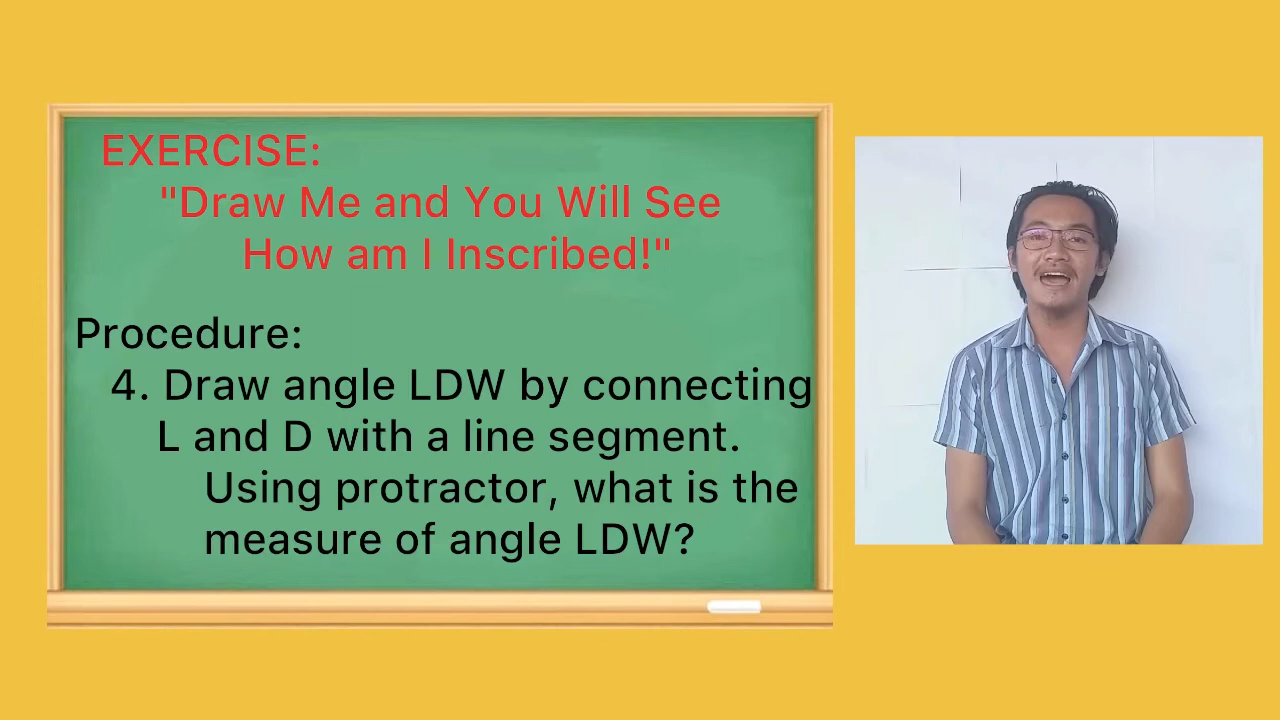 EXERCISE:
"Draw Me and You Will See
How am I Inscribed!"
Procedure:
4. Draw angle LDW by connecting
L and D with a line segment.
Using protractor, what is the
measure of angle LDW?